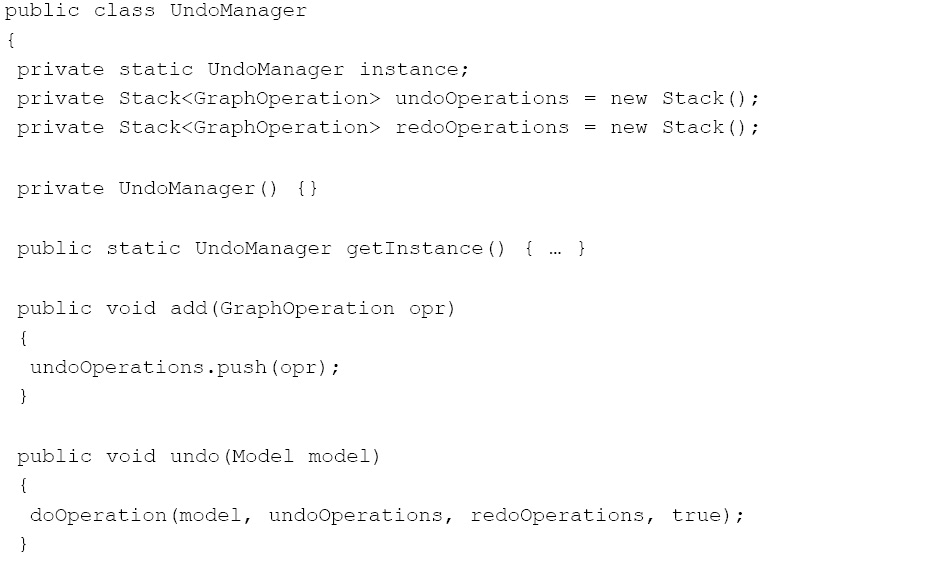 public class UndoManager
{
private static UndoManager instance;
private Stack<GraphOperation> undoOperations = new Stack();
private Stack<GraphOperation> redoOperations = new Stack();
private UndoManager() {}
public static UndoManager getInstance() { … }
public void add(GraphOperation opr)
{
undoOperations.push(opr);
}
public void undo(Model model)
{
doOperation(model, undoOperations, redoOperations, true);
}